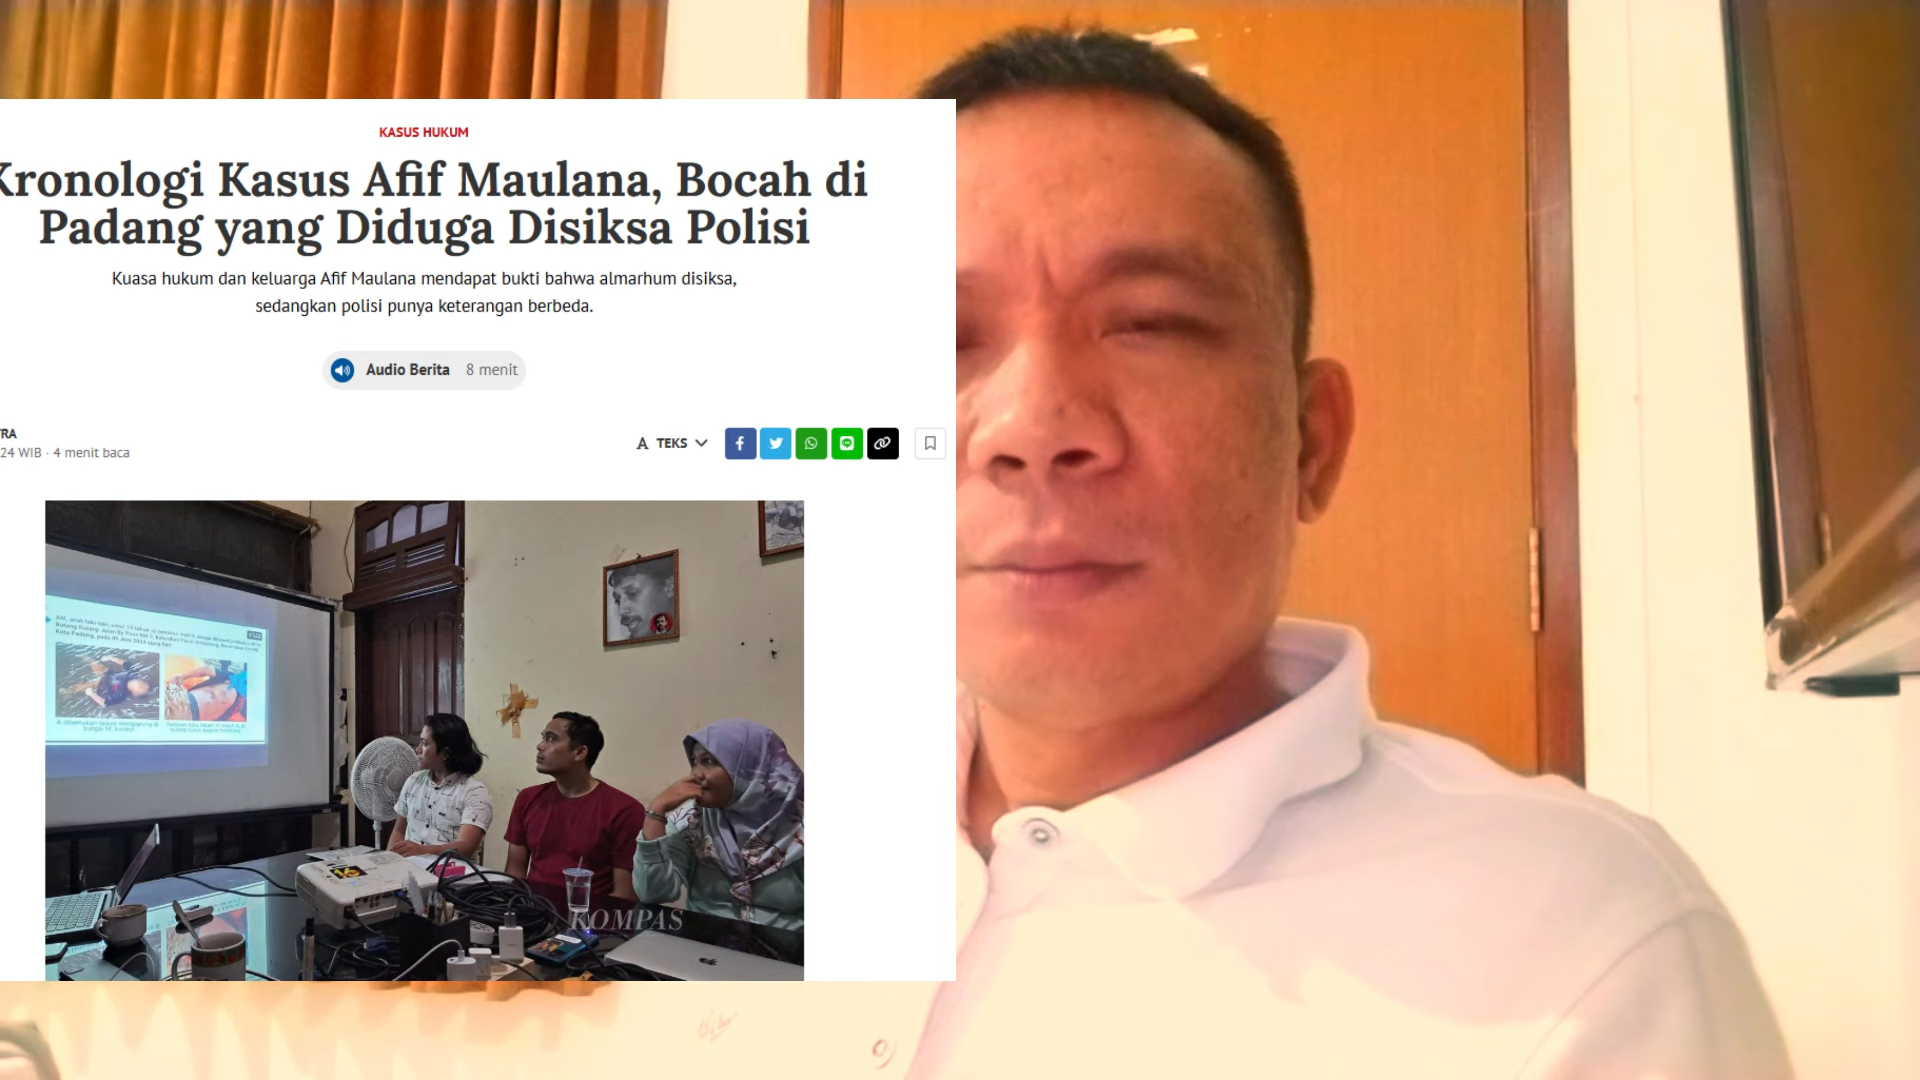 KASUS HUKUM
Kronologi Kasus Afif Maulana, Bocah di
Padang yang Diduga Disiksa Polisi
Kuasa hukum dan keluarga Afif Maulana mendapat bukti bahwa almarhum disiksa,
sedangkan polisi punya keterangan berbeda.
Audio Berita 8 menit
TRA
24 WIB · 4 menit baca
A TEKS
KOMPAS